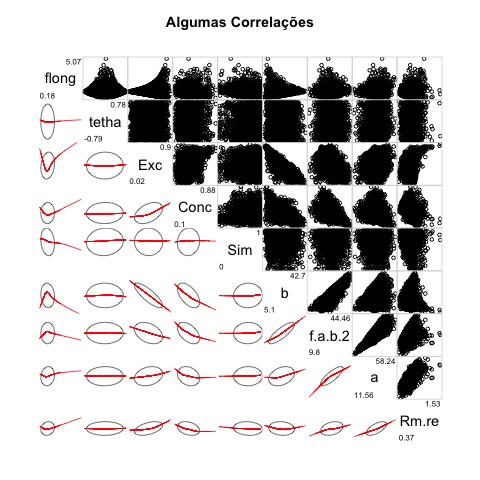 Algumas Correlações
5.07
flong
0.18
0.78
tetha
-0.79
0.9
Exc
0.02
0.88
Conc
0.1
1
Sim
0
42.7
b
5.1
44.46
f.a.b.2
9.8
58.24
a
11.56
1.53
Rm.re
0.37